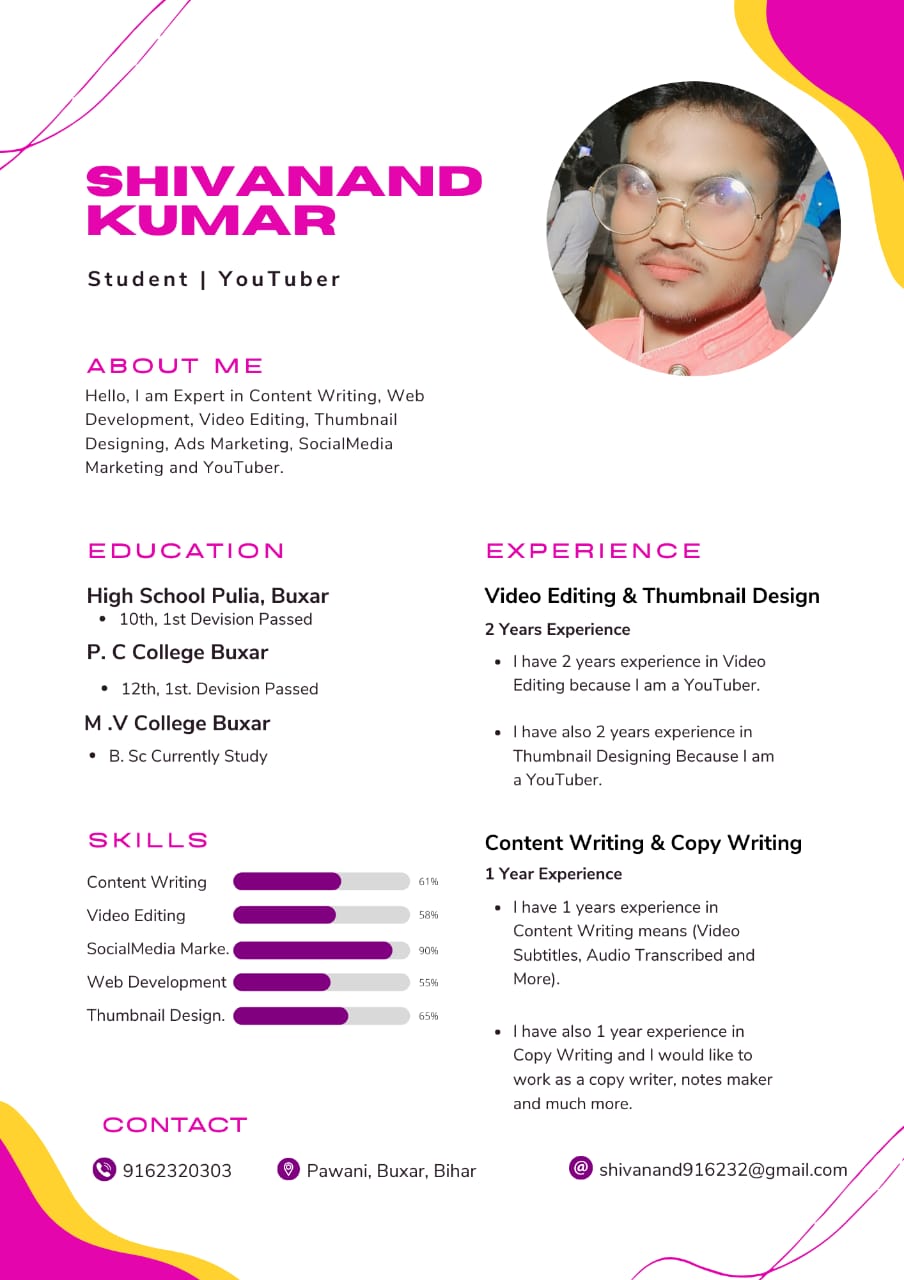 SHIVANAND
KUMAR
Student | YouTuber
ABOUT ME
Hello, I am Expert in Content Writing, Web
Development, Video Editing, Thumbnail
Designing, Ads Marketing, SocialMedia
Marketing and YouTuber.
EDUCATION
High School Pulia, Buxar
• 10th, 1st Devision Passed
P. C College Buxar
• 12th, 1st. Devision Passed
M .V College Buxar
• B. Sc Currently Study
SKILLS
Content Writing 61%
Video Editing 58%
SocialMedia Marke. 90%
Web Development 55%
Thumbnail Design. 65%
EXPERIENCE
Video Editing & Thumbnail Design
2 Years Experience
• I have 2 years experience in Video
Editing because I am a YouTuber.
• I have also 2 years experience in
Thumbnail Designing Because I am
a YouTuber.
Content Writing & Copy Writing
1 Year Experience
• I have 1 years experience in
Content Writing means (Video
Subtitles, Audio Transcribed and
More).
• I have also 1 year experience in
Copy Writing and I would like to
work as a copy writer, notes maker
and much more.
CONTACT
9162320303
Pawani, Buxar, Bihar
shivanand916232@gmail.com